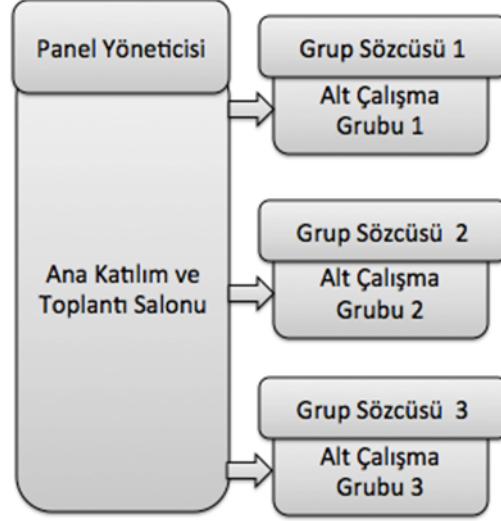 Panel Yöneticisi
Ana Katılım ve
Toplantı Salonu
Grup Sözcüsü 1
Alt Çalışma
Grubu 1
Grup Sözcüsü 2
Alt Çalışma
Grubu 2
Grup Sözcüsü 3
Alt Çalışma
Grubu 3